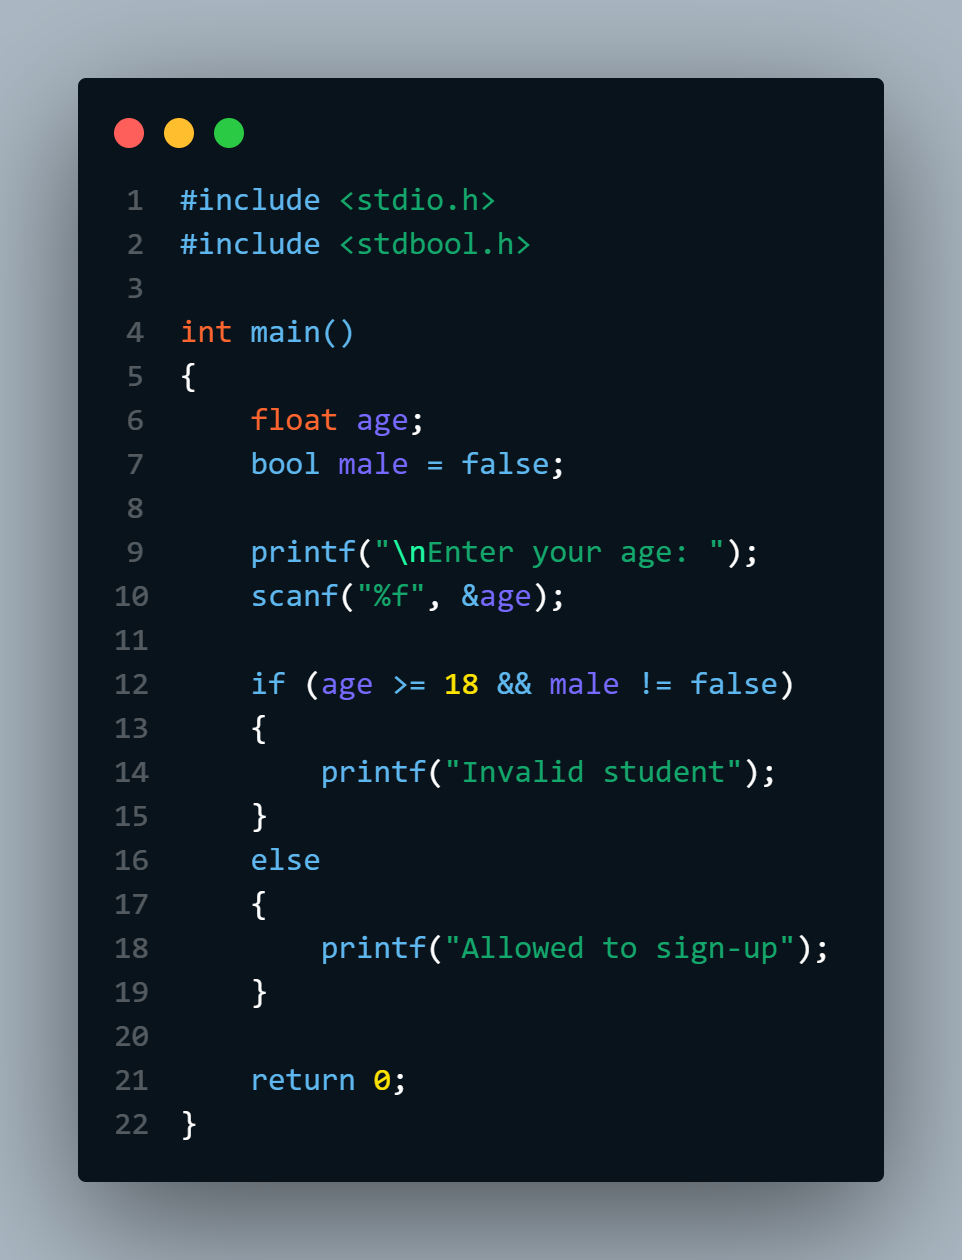 1 #include <stdio.h>
2 #include <stdbool.h>
3
4 int main()
5 {
6     float age;
7     bool male = false;
8
9     printf("\nEnter your age: ");
10     scanf("%f", &age);
11
12     if (age >= 18 && male != false)
13     {
14         printf("Invalid student");
15     }
16     else
17     {
18         printf("Allowed to sign-up");
19     }
20
21     return 0;
22 }